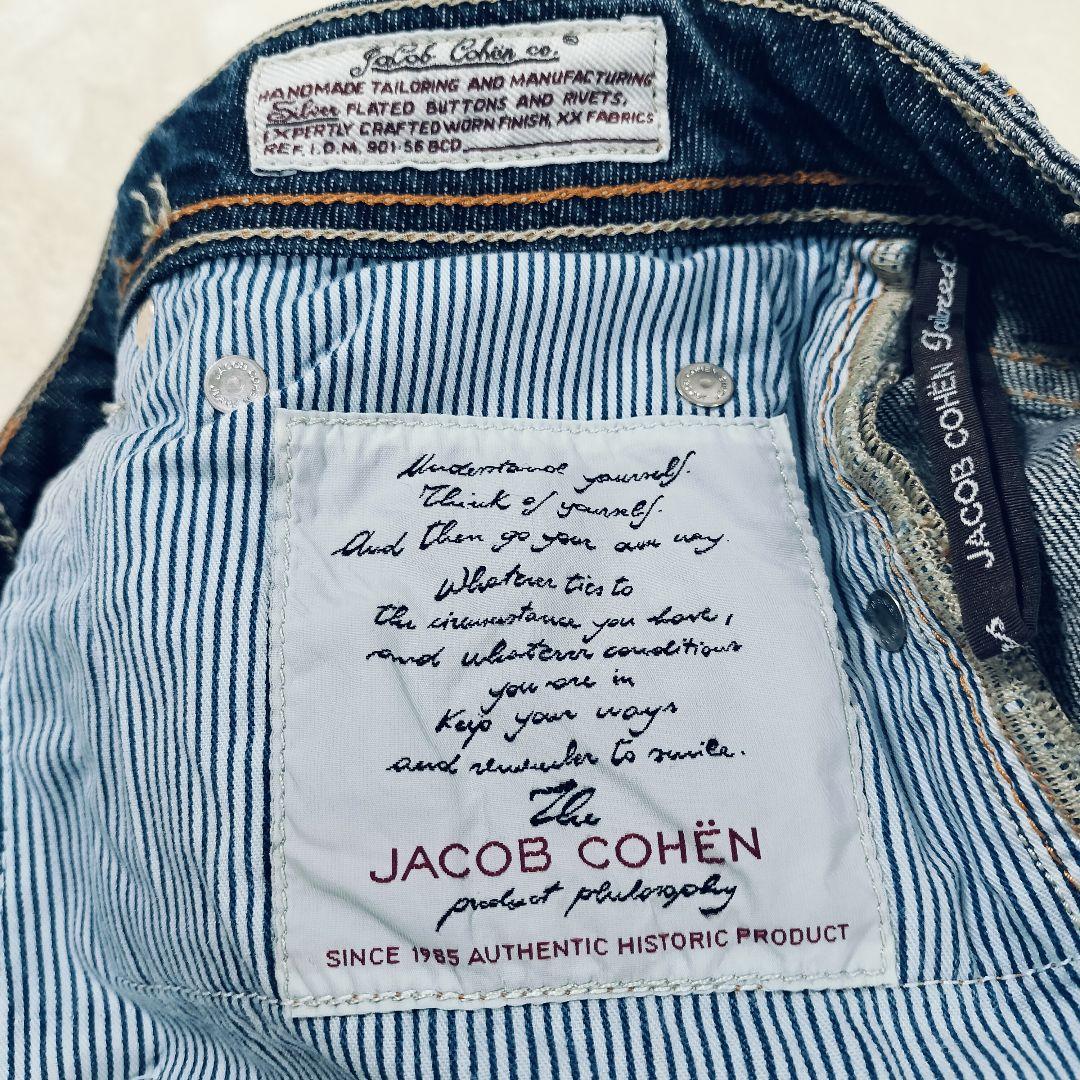 Jacob Cohën co.®
HANDMADE TAILORING AND MANUFACTURING
Silver PLATED BUTTONS AND RIVETS,
EXPERTLY CRAFTED WORN FINISH, XX FABRICS
REF. I.D.M. 901-56 BCD
Understand yourself.
Think of yourself.
And then go your own way.
Whatever ties to
the circumstance you have,
and whatever conditions
you are in
Keep your ways
and remember to smile.
The
JACOB COHËN
product philosophy
SINCE 1985 AUTHENTIC HISTORIC PRODUCT
JACOB COHËN